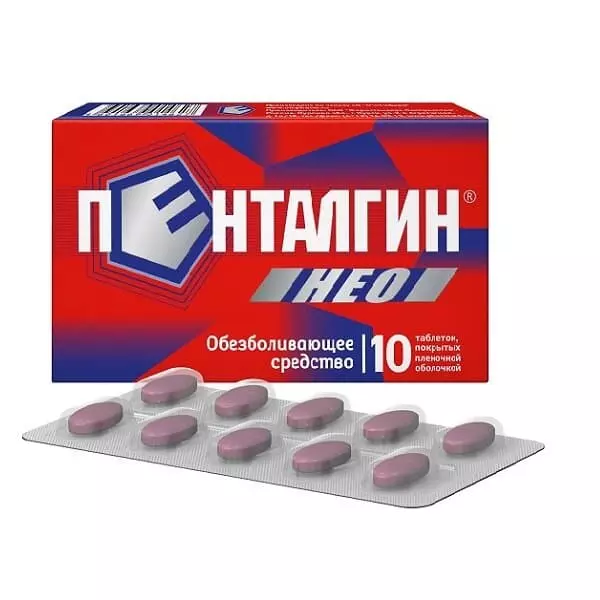 ПЕНТАЛГИН®
НЕО
Обезболивающее
средство
10
таблеток,
покрытых
пленочной
оболочкой